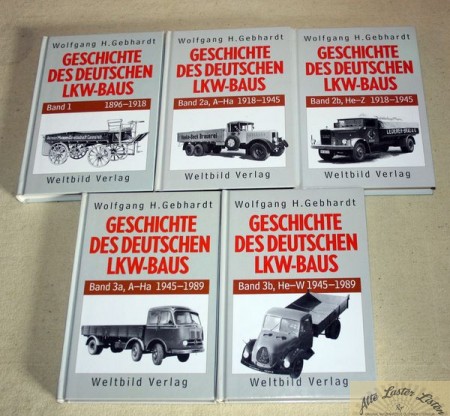 Wolfgang H. Gebhardt
GESCHICHTE
DES DEUTSCHEN
LKW-BAUS
Band 1 1896–1918
Weltbild Verlag
Wolfgang H. Gebhardt
GESCHICHTE
DES DEUTSCHEN
LKW-BAUS
Band 2a, A–Ha 1918–1945
Weltbild Verlag
Wolfgang H. Gebhardt
GESCHICHTE
DES DEUTSCHEN
LKW-BAUS
Band 2b, He–Z 1918–1945
Weltbild Verlag
Wolfgang H. Gebhardt
GESCHICHTE
DES DEUTSCHEN
LKW-BAUS
Band 3a, A–Ha 1945–1989
Weltbild Verlag
Wolfgang H. Gebhardt
GESCHICHTE
DES DEUTSCHEN
LKW-BAUS
Band 3b, He–W 1945–1989
Weltbild Verlag
Alte Laster Listen